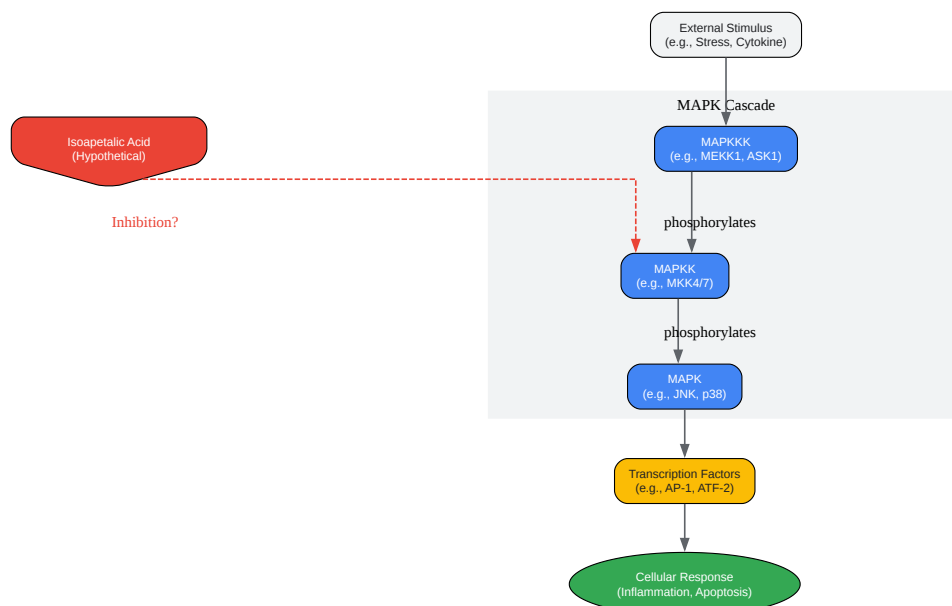 External Stimulus
(e.g., Stress, Cytokine)
MAPK Cascade
MAPKKK
(e.g., MEKK1, ASK1)
Isoapetalic Acid
(Hypothetical)
Inhibition?
phosphorylates
MAPKK
(e.g., MKK4/7)
phosphorylates
MAPK
(e.g., JNK, p38)
Transcription Factors
(e.g., AP-1, ATF-2)
Cellular Response
(Inflammation, Apoptosis)